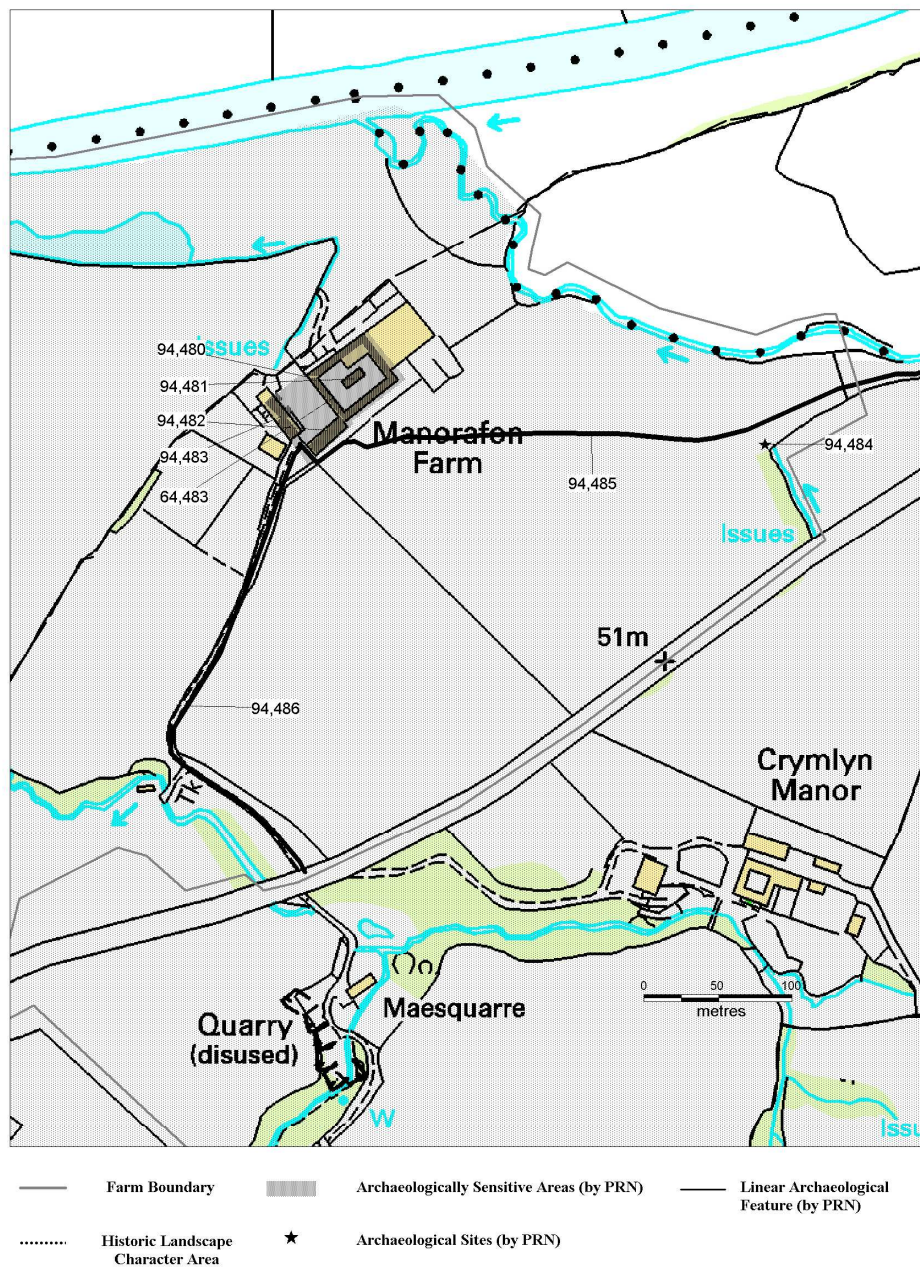 Issues
94,480
94,481
94,482
94,483
64,483
Manorafon
Farm
94,484
94,485
Issues
51m
94,486
Tk
Crymlyn
Manor
0 50 100
metres
Maesquarre
Quarry
(disused)
W
Issu
Farm Boundary
Archaeologically Sensitive Areas (by PRN)
Linear Archaeological
Feature (by PRN)
Historic Landscape
Character Area
Archaeological Sites (by PRN)